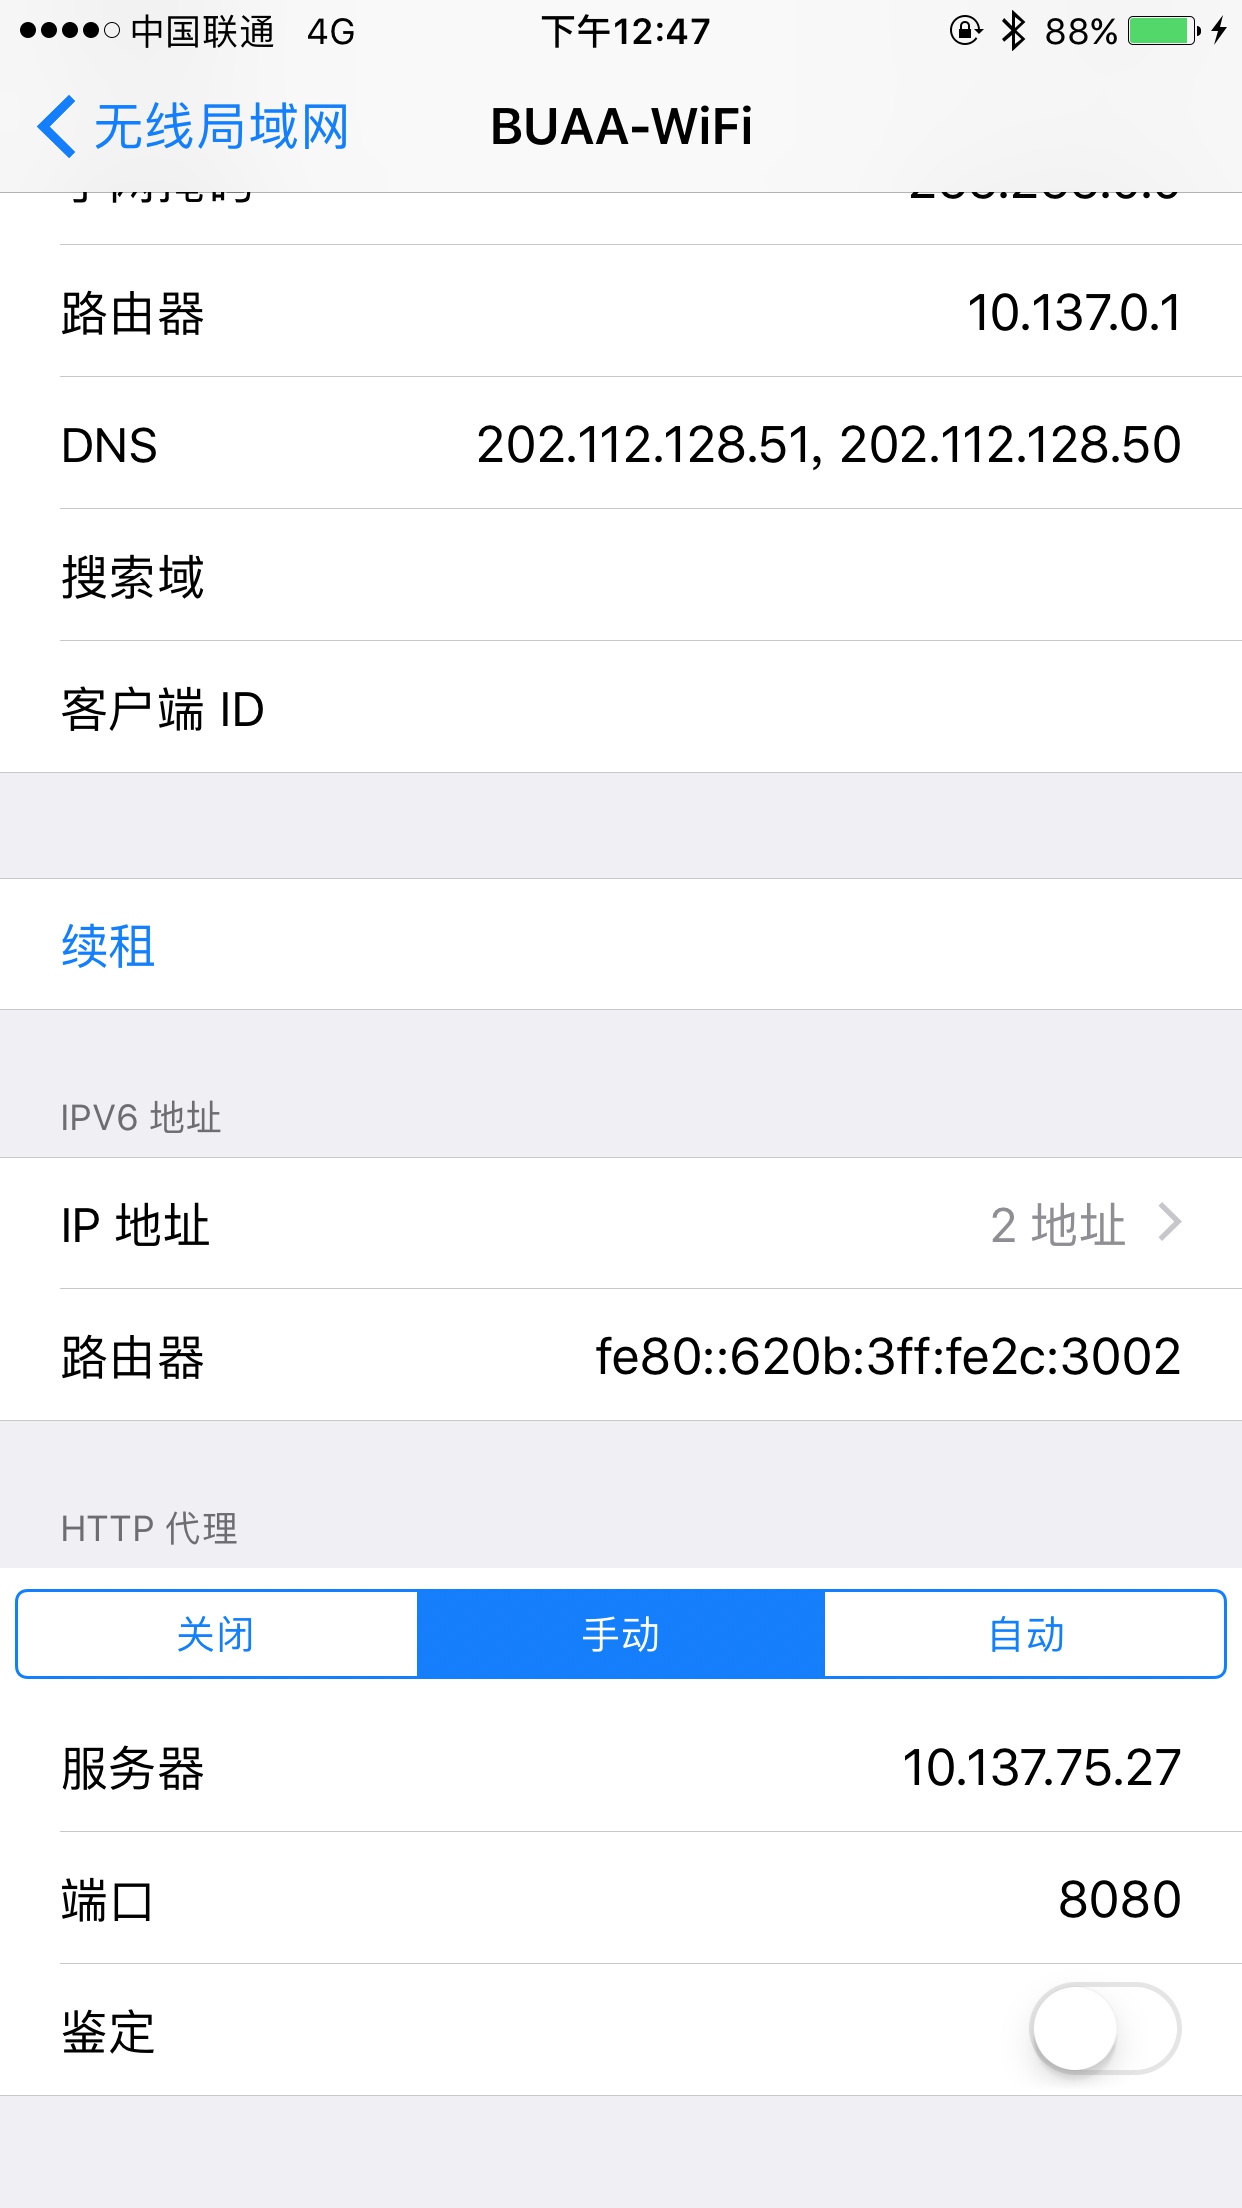 中国联通 4G 下午12:47 88%
无线局域网 BUAA-WiFi
路由器 10.137.0.1
DNS 202.112.128.51, 202.112.128.50
搜索域
客户端 ID
续租
IPV6 地址
IP 地址 2 地址
路由器 fe80::620b:3ff:fe2c:3002
HTTP 代理
关闭 手动 自动
服务器 10.137.75.27
端口 8080
鉴定